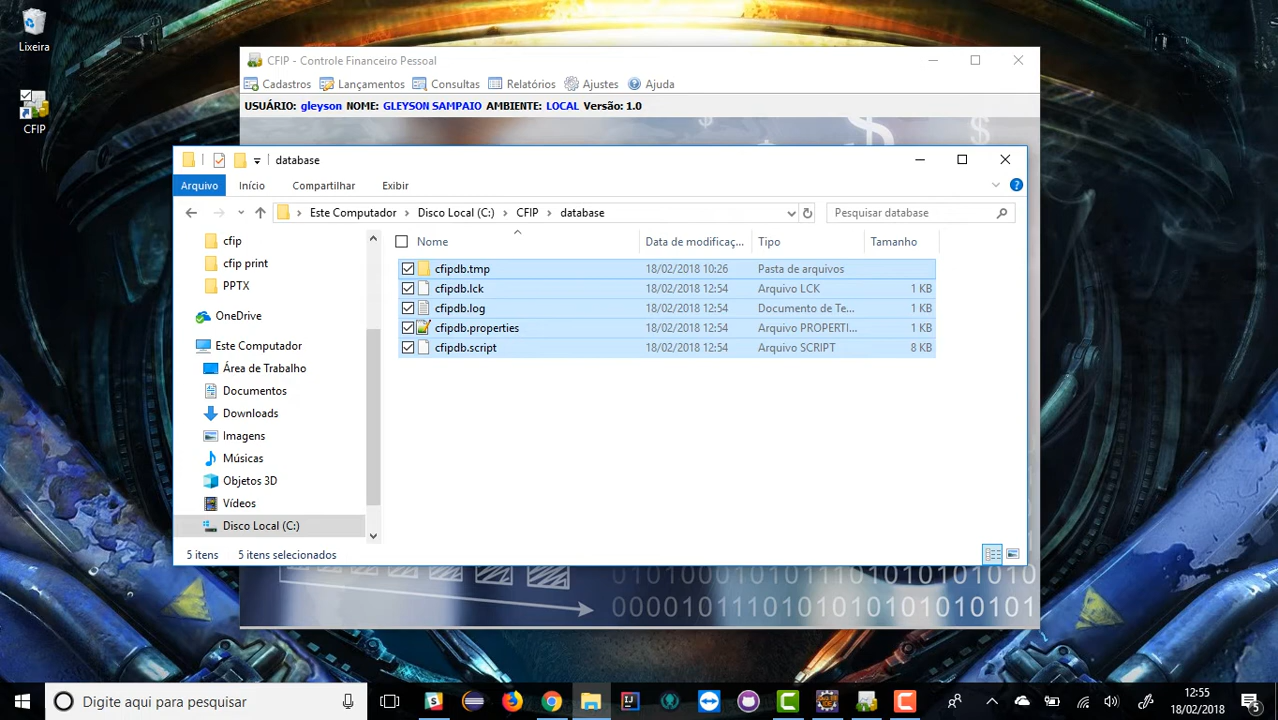 Lixeira
CFIP
CFIP - Controle Financeiro Pessoal
Cadastros Lançamentos Consultas Relatórios Ajustes Ajuda
USUÁRIO: gleyson NOME: GLEYSON SAMPAIO AMBIENTE: LOCAL Versão: 1.0
database
Arquivo Início Compartilhar Exibir
Este Computador Disco Local (C:) CFIP database
Pesquisar database
cfip
cfip print
PPTX
OneDrive
Este Computador
Área de Trabalho
Documentos
Downloads
Imagens
Músicas
Objetos 3D
Vídeos
Disco Local (C:)
Nome Data de modificaç... Tipo Tamanho
cfipdb.tmp 18/02/2018 10:26 Pasta de arquivos
cfipdb.lck 18/02/2018 12:54 Arquivo LCK 1 KB
cfipdb.log 18/02/2018 12:54 Documento de Te... 1 KB
cfipdb.properties 18/02/2018 12:54 Arquivo PROPERTI... 1 KB
cfipdb.script 18/02/2018 12:54 Arquivo SCRIPT 8 KB
5 itens 5 itens selecionados
Digite aqui para pesquisar
12:55
18/02/2018
5